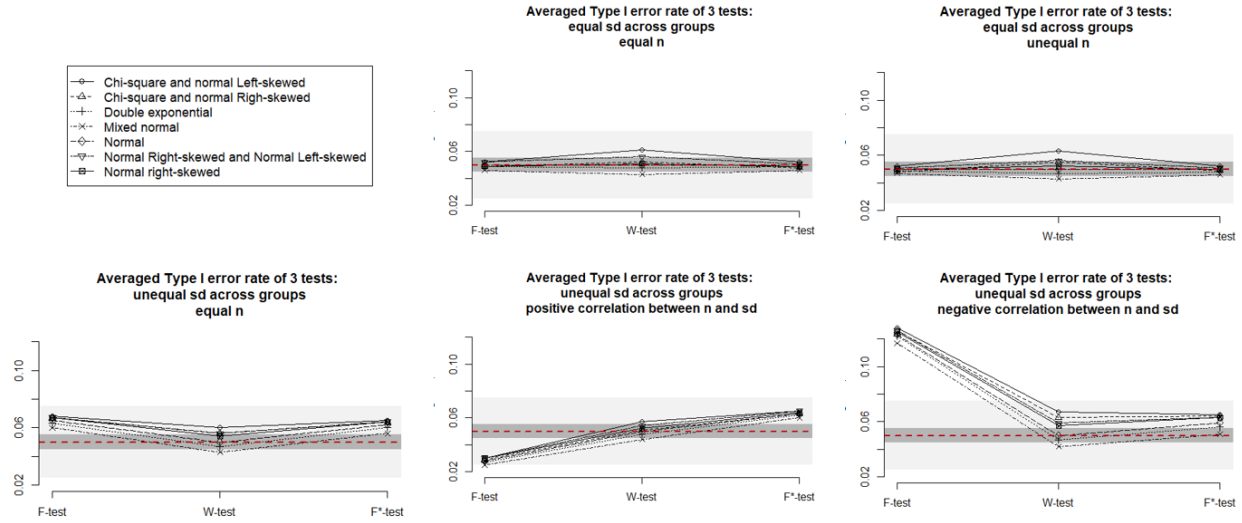 Averaged Type I error rate of 3 tests:
equal sd across groups
equal n
0.02
0.06
0.10
F-test
W-test
F*-test
Averaged Type I error rate of 3 tests:
equal sd across groups
unequal n
0.02
0.06
0.10
F-test
W-test
F*-test
Chi-square and normal Left-skewed
Chi-square and normal Righ-skewed
Double exponential
Mixed normal
Normal
Normal Right-skewed and Normal Left-skewed
Normal right-skewed
Averaged Type I error rate of 3 tests:
unequal sd across groups
equal n
0.02
0.06
0.10
F-test
W-test
F*-test
Averaged Type I error rate of 3 tests:
unequal sd across groups
positive correlation between n and sd
0.02
0.06
0.10
F-test
W-test
F*-test
Averaged Type I error rate of 3 tests:
unequal sd across groups
negative correlation between n and sd
0.02
0.06
0.10
F-test
W-test
F*-test